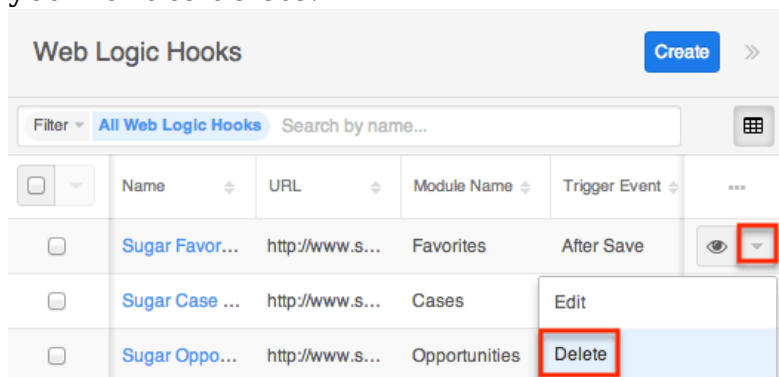 Web Logic Hooks Create
Filter All Web Logic Hooks Search by name...
Name URL Module Name Trigger Event
Sugar Favor... http://www.s... Favorites After Save
Sugar Case ... http://www.s... Cases Edit
Sugar Oppo... http://www.s... Opportunities Delete